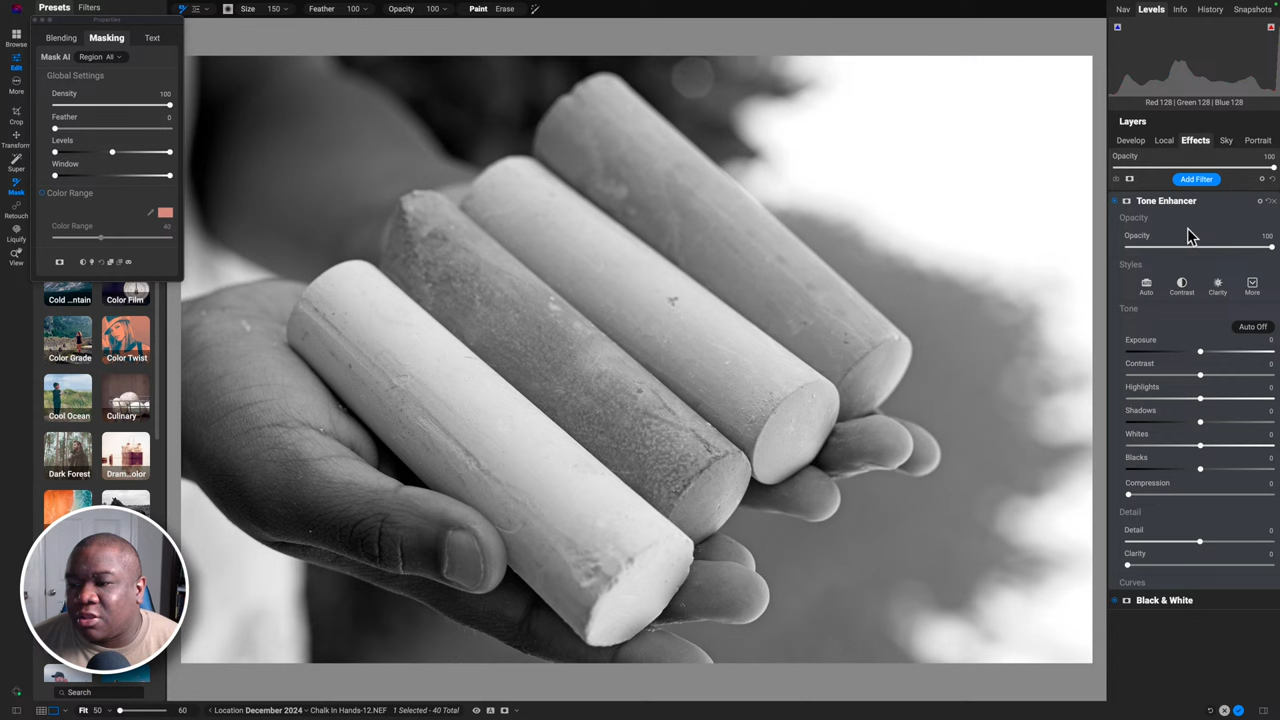 Presets Filters
Size 150 Feather 100 Opacity 100 Paint Erase
Nav Levels Info History Snapshots
Properties
Blending Masking Text
Mask AI Region All
Global Settings
Density 100
Feather 0
Levels
Window
Color Range
Color Range 40
Browse
Edit
More
Crop
Transform
Super
Mask
Retouch
Liquify
View
Cold ...ntain Color Film
Color Grade Color Twist
Cool Ocean Culinary
Dark Forest Dram...olor
Search
Red 128 | Green 128 | Blue 128
Layers
Develop Local Effects Sky Portrait
Opacity 100
Add Filter
Tone Enhancer
Opacity
Opacity 100
Styles
Auto Contrast Clarity More
Tone
Auto Off
Exposure 0
Contrast 0
Highlights 0
Shadows 0
Whites 0
Blacks 0
Compression 0
Detail
Detail 0
Clarity 0
Curves
Black & White
Fit 50 60 Location December 2024 Chalk In Hands-12.NEF 1 Selected - 40 Total